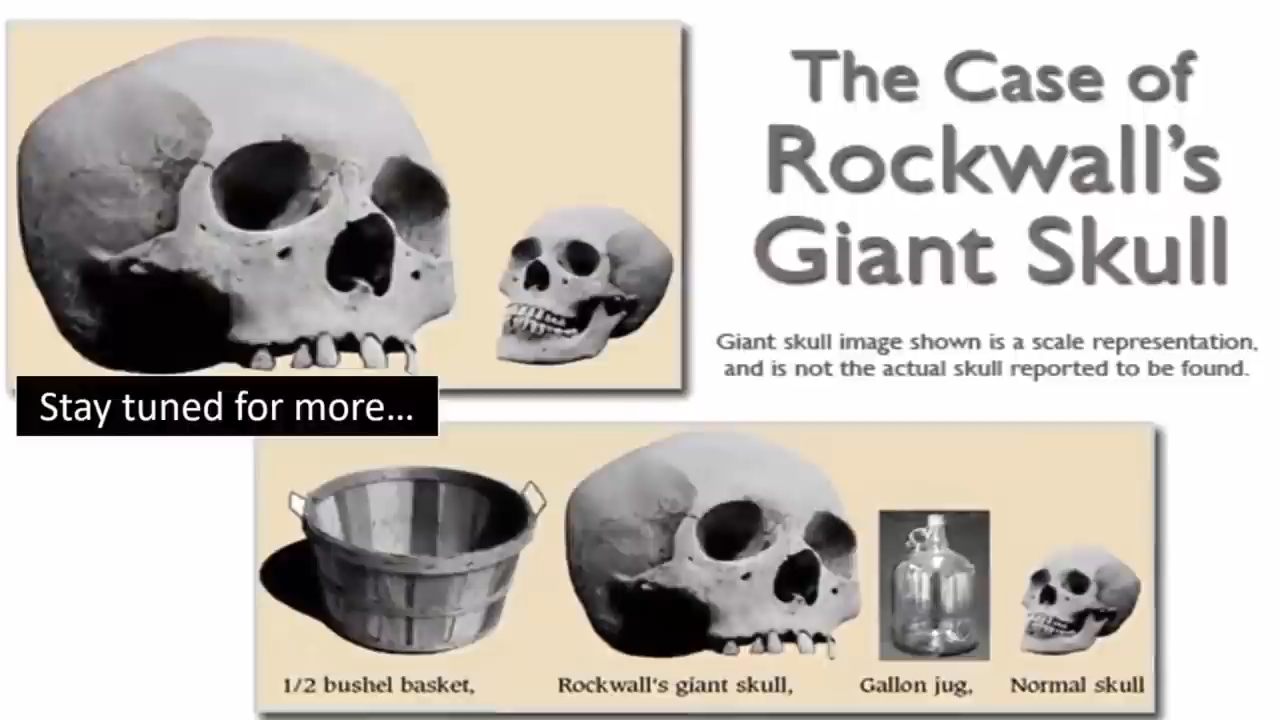 The Case of
Rockwall's
Giant Skull
Giant skull image shown is a scale representation,
and is not the actual skull reported to be found.
Stay tuned for more...
1/2 bushel basket,
Rockwall's giant skull,
Gallon jug,
Normal skull